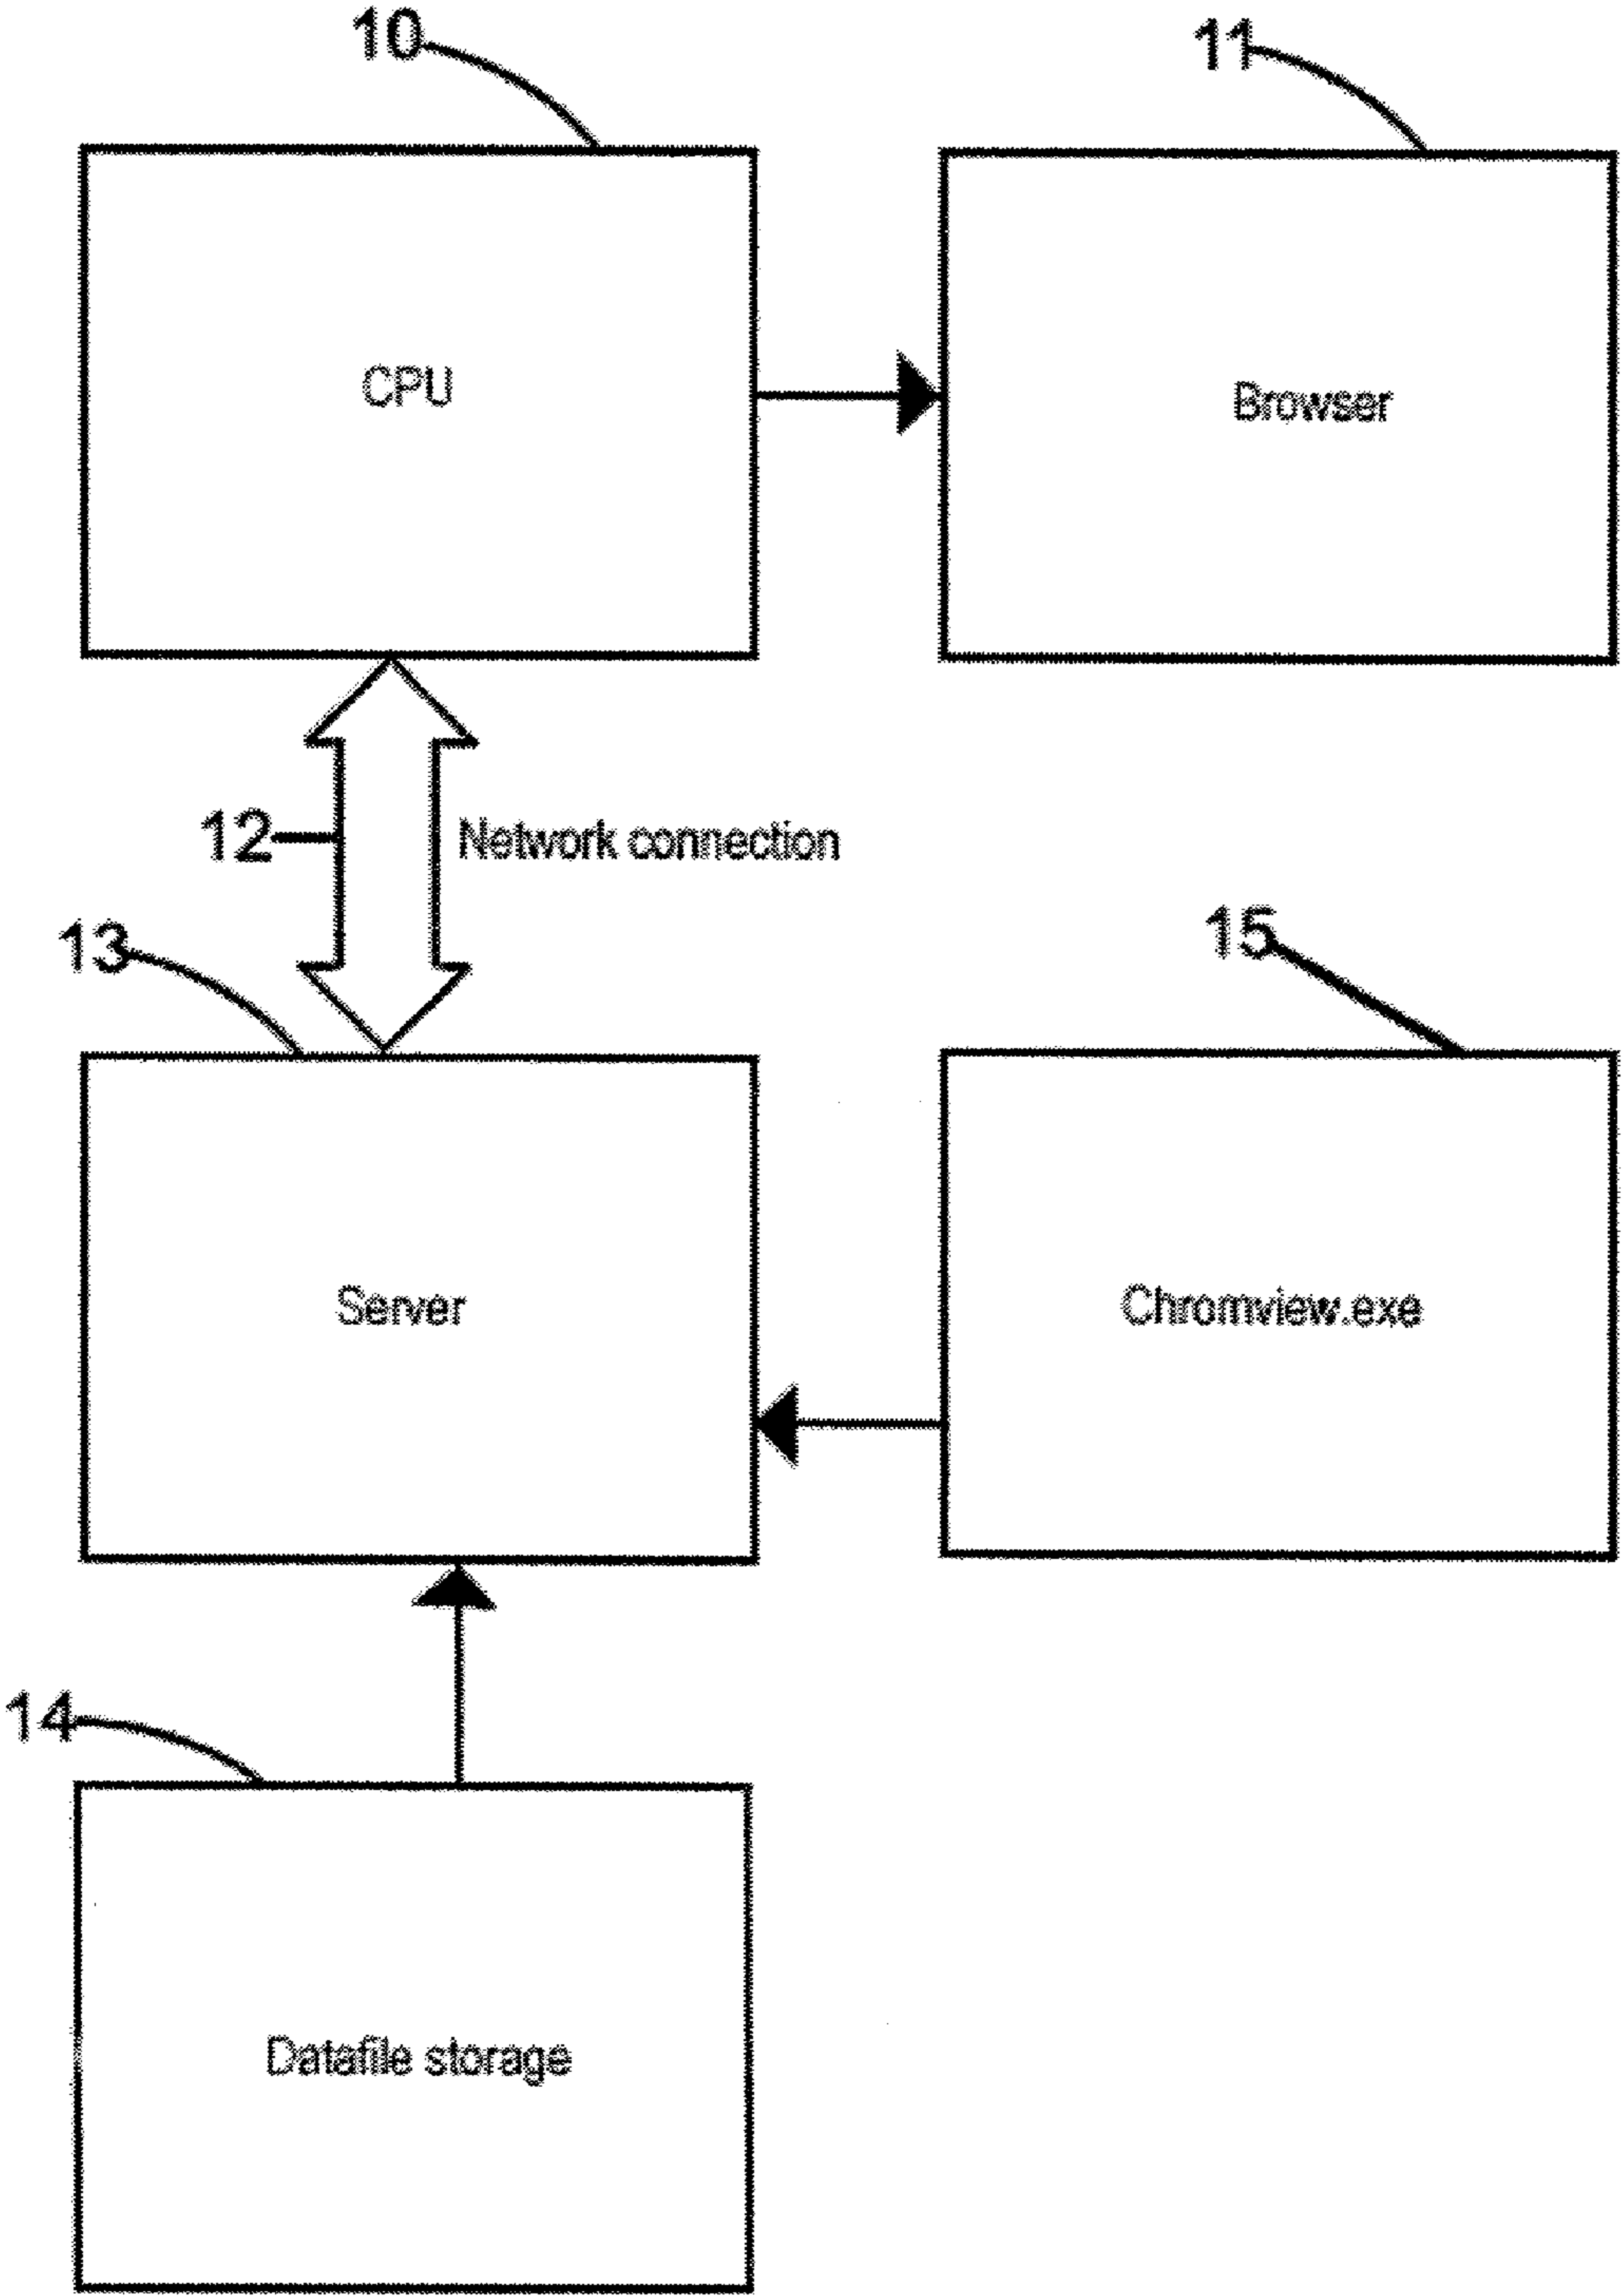 10
11
CPU
Browser
12
Network connection
13
15
Server
Chromview.exe
14
Datafile storage